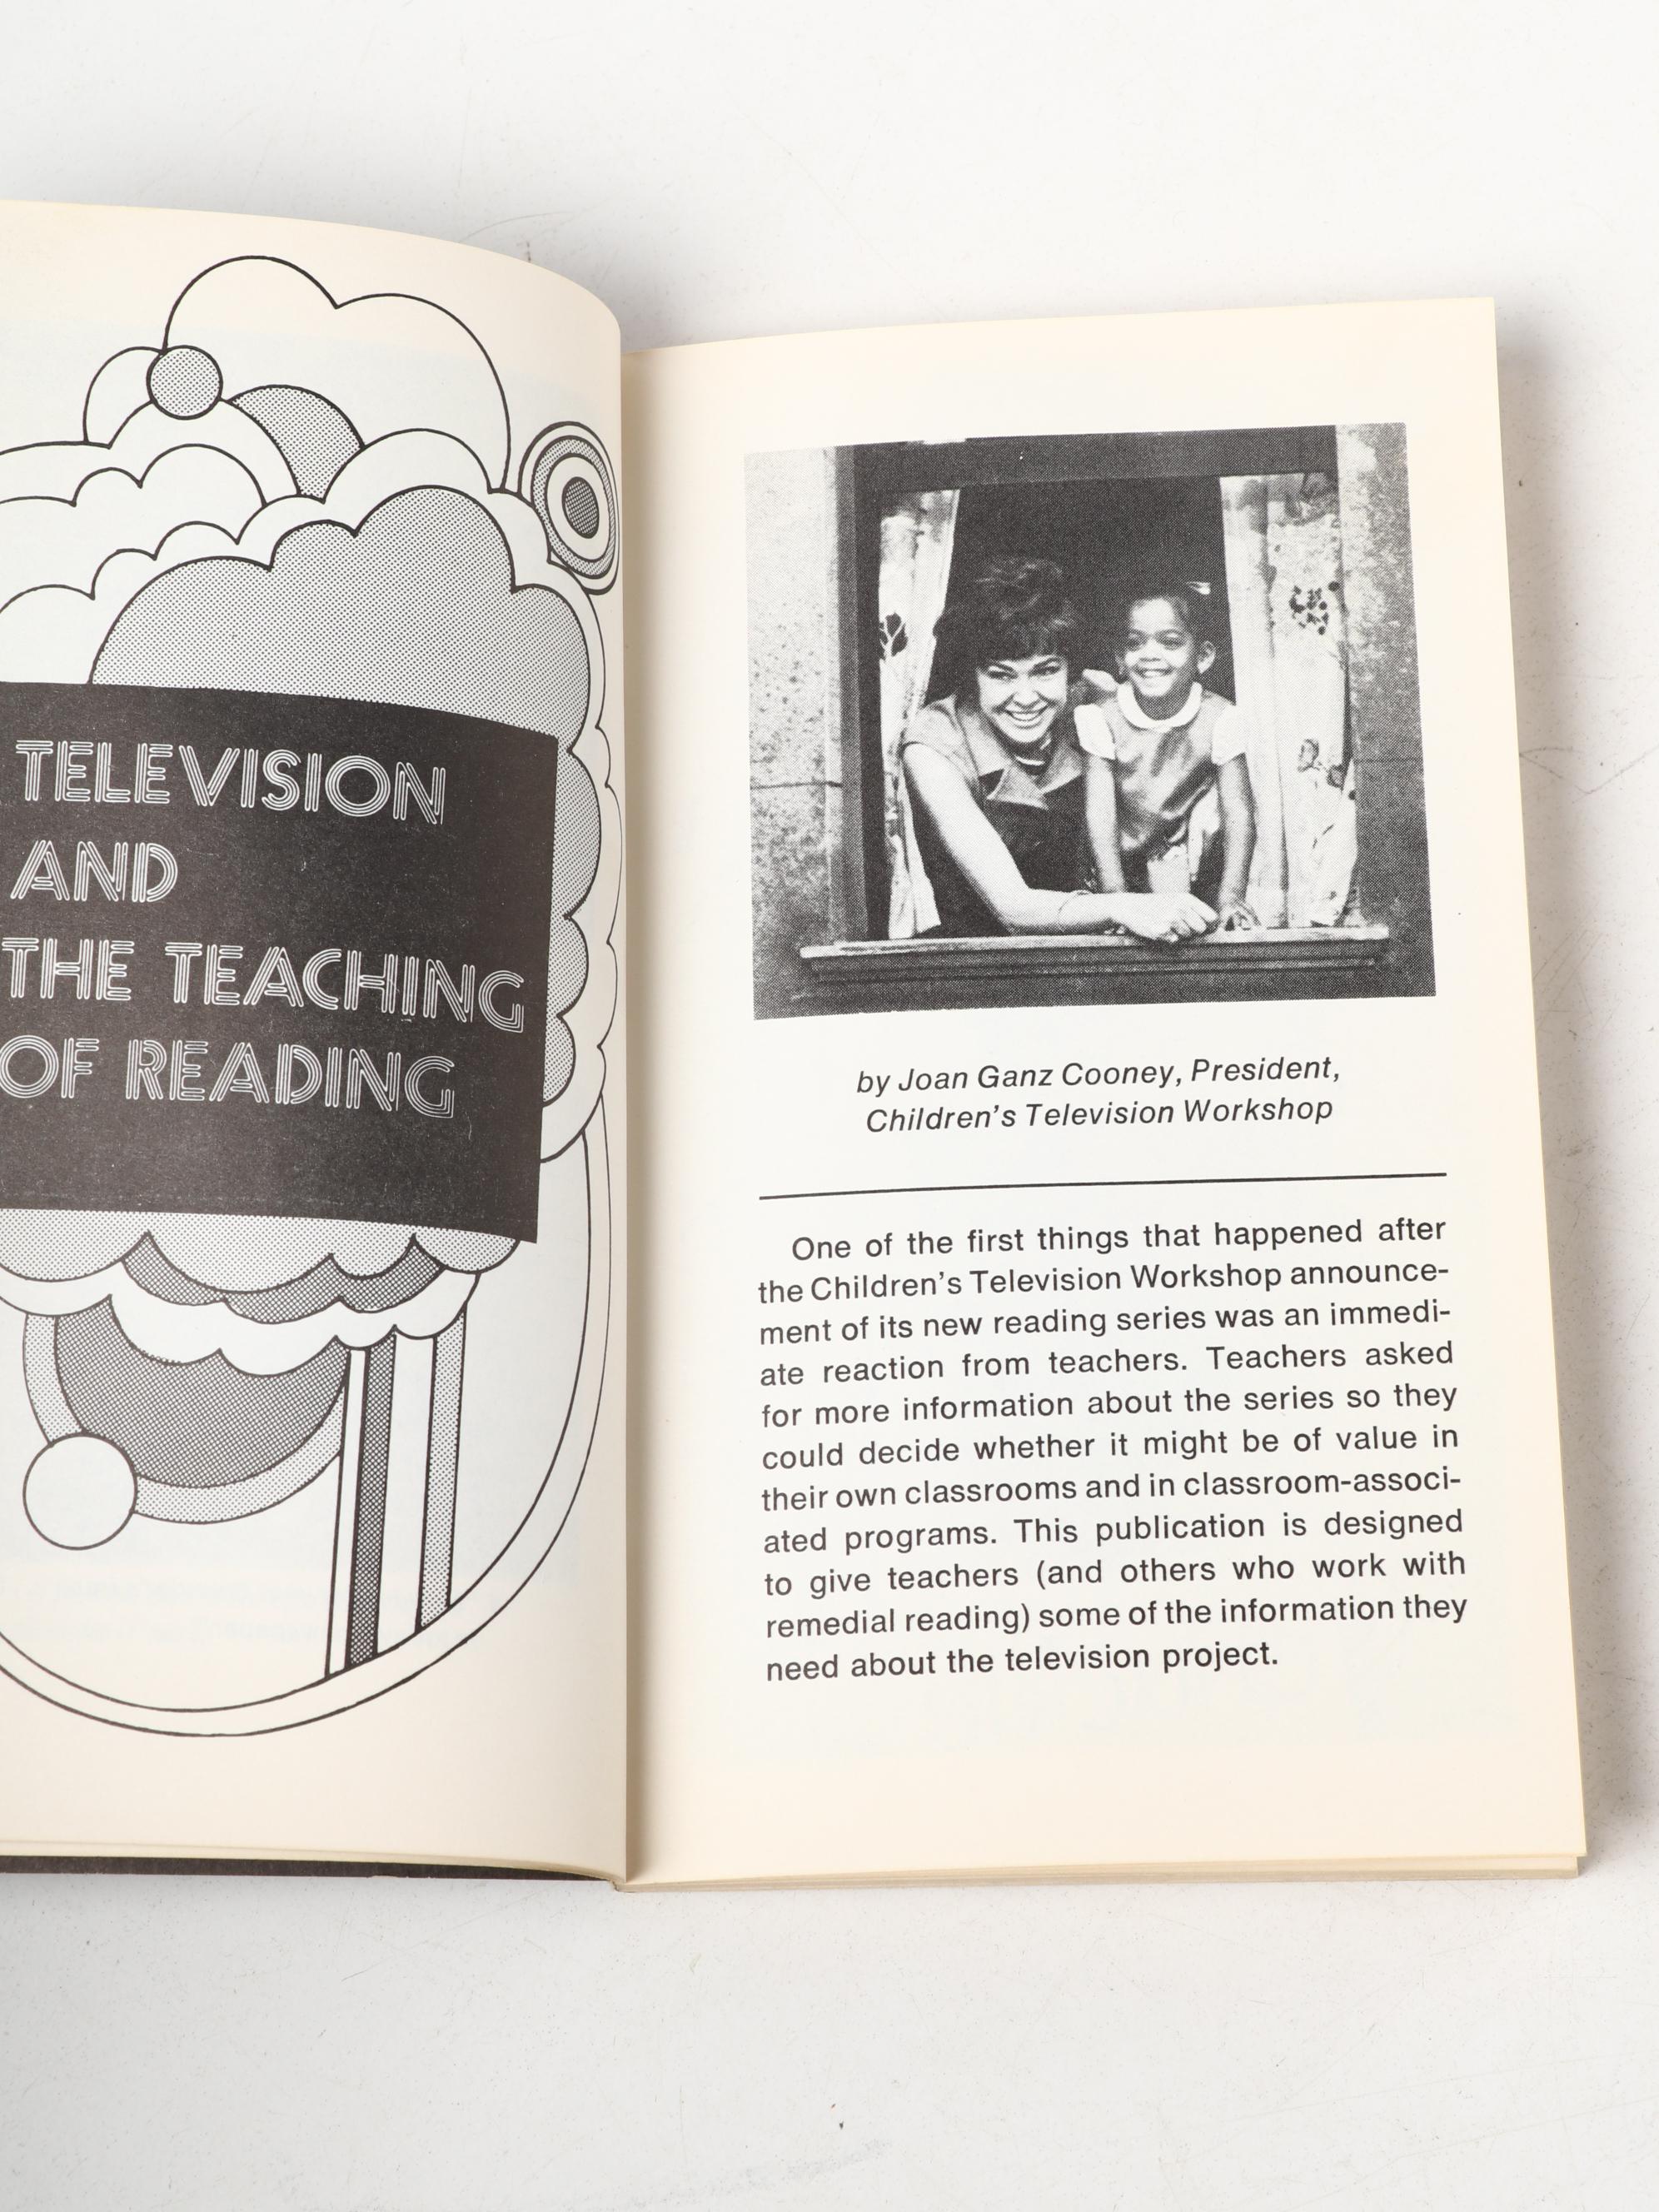 TELEVISION
AND
THE TEACHING
OF READING
by Joan Ganz Cooney, President,
Children's Television Workshop
One of the first things that happened after
the Children's Television Workshop announce-
ment of its new reading series was an immedi-
ate reaction from teachers. Teachers asked
for more information about the series so they
could decide whether it might be of value in
their own classrooms and in classroom-associ-
ated programs. This publication is designed
to give teachers (and others who work with
remedial reading) some of the information they
need about the television project.